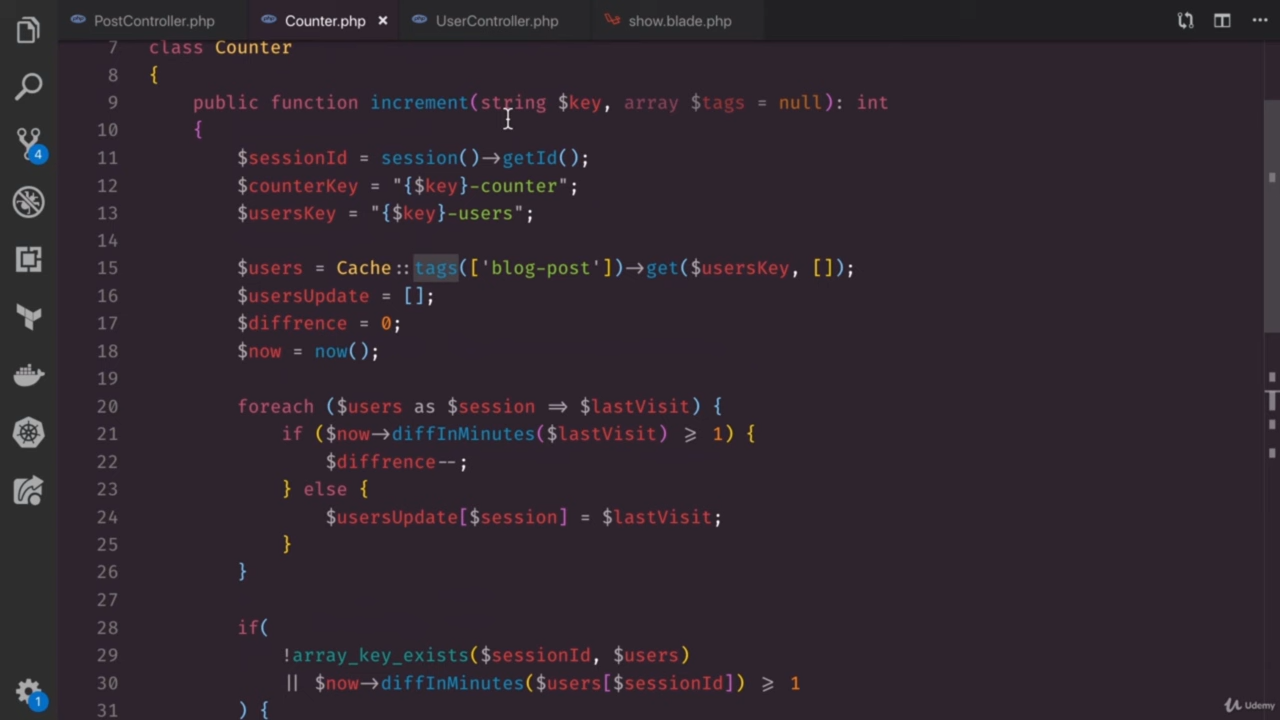 PostController.php Counter.php × UserController.php show.blade.php ...
7 class Counter
8 {
9 public function increment(string $key, array $tags = null): int
10 {
11 $sessionId = session()->getId();
12 $counterKey = "{$key}-counter";
13 $usersKey = "{$key}-users";
14
15 $users = Cache::tags(['blog-post'])->get($usersKey, []);
16 $usersUpdate = [];
17 $diffrence = 0;
18 $now = now();
19
20 foreach ($users as $session => $lastVisit) {
21 if ($now->diffInMinutes($lastVisit) >= 1) {
22 $diffrence--;
23 } else {
24 $usersUpdate[$session] = $lastVisit;
25 }
26 }
27
28 if(
29 !array_key_exists($sessionId, $users)
30 || $now->diffInMinutes($users[$sessionId]) >= 1
31 ) {
4
1
Udemy